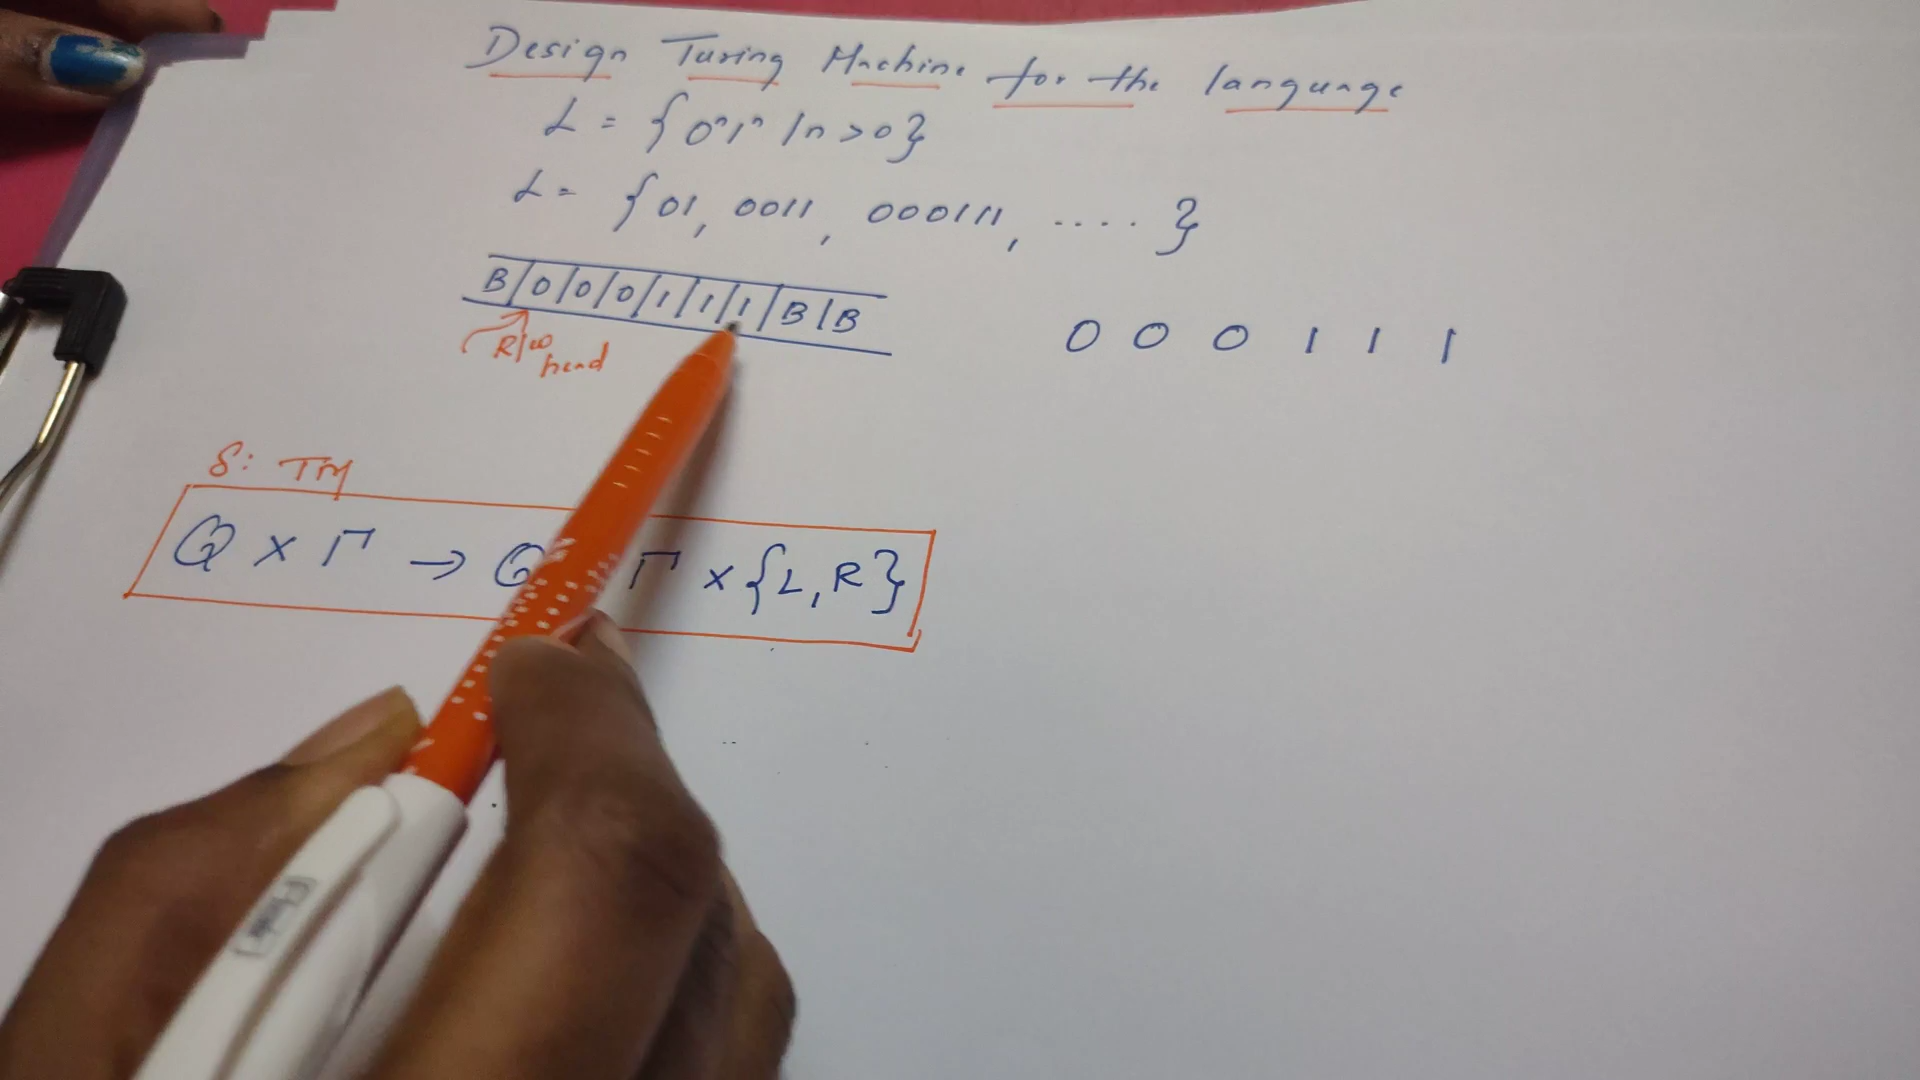 Design Turing Machine for the language
L = {0ⁿ1ⁿ | n > 0}
L = {01, 0011, 000111, .... }
B 0 0 0 1 1 1 B B
R/W head
0 0 0 1 1 1
δ: TM
Q × Γ → Q Γ × {L, R}